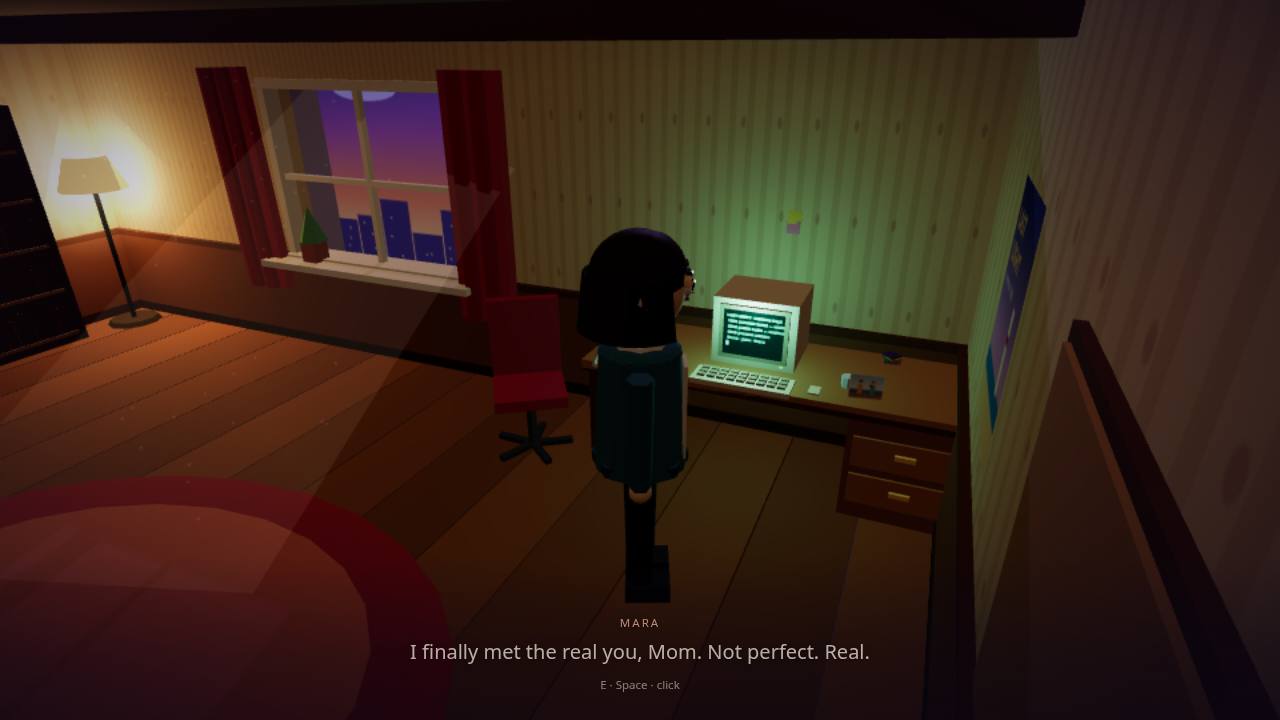 MARA
I finally met the real you, Mom. Not perfect. Real.
E · Space · click